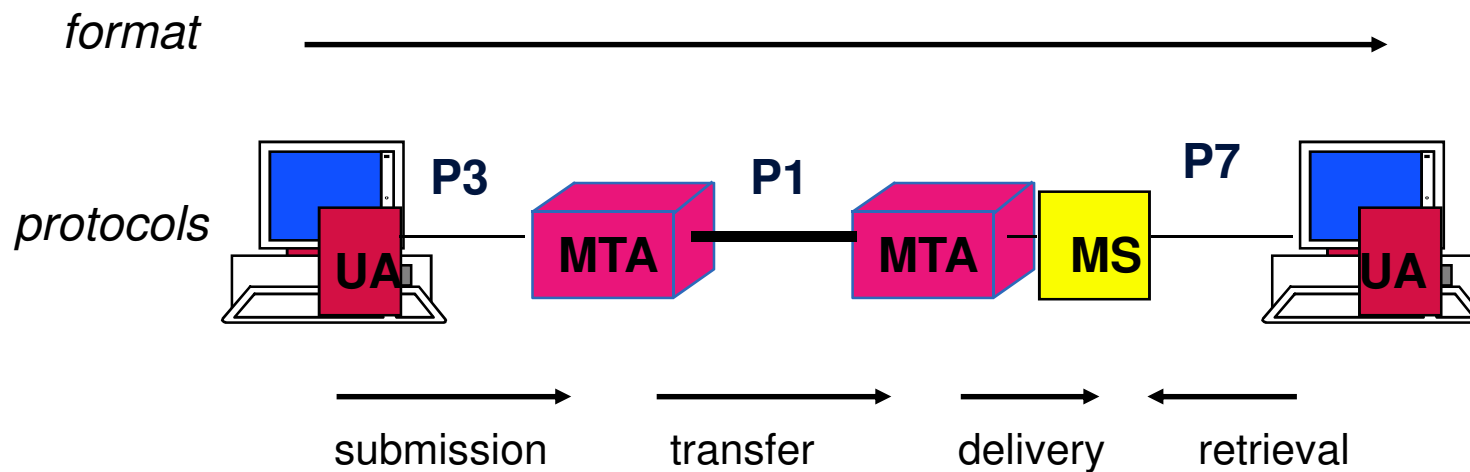 format
P3 P1 P7
protocols
UA MTA MTA MS UA
submission transfer delivery retrieval